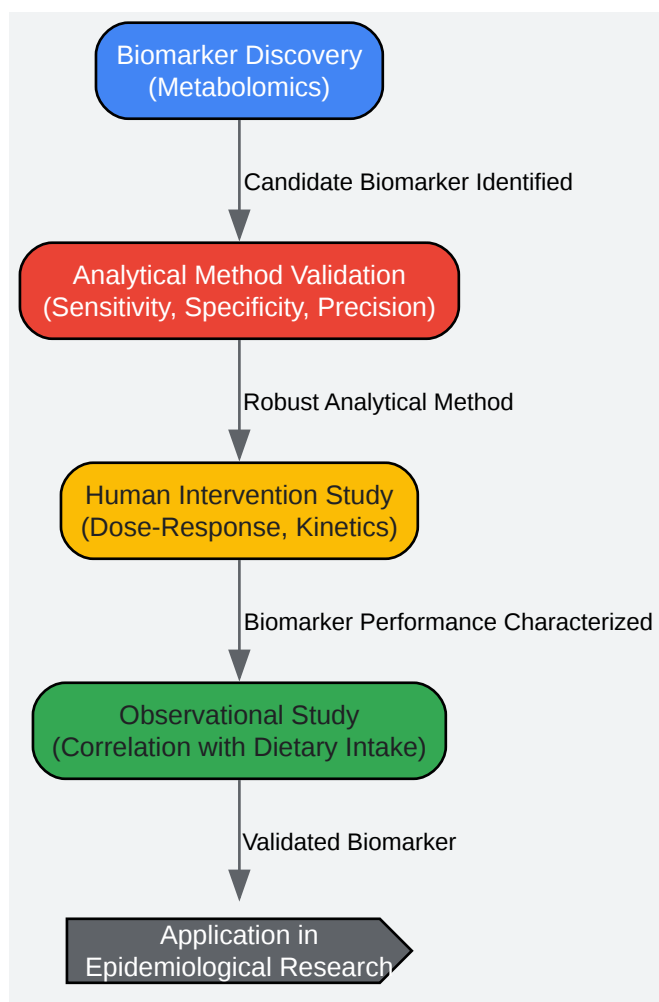 Biomarker Discovery
(Metabolomics)
Candidate Biomarker Identified
Analytical Method Validation
(Sensitivity, Specificity, Precision)
Robust Analytical Method
Human Intervention Study
(Dose-Response, Kinetics)
Biomarker Performance Characterized
Observational Study
(Correlation with Dietary Intake)
Validated Biomarker
Application in
Epidemiological Research